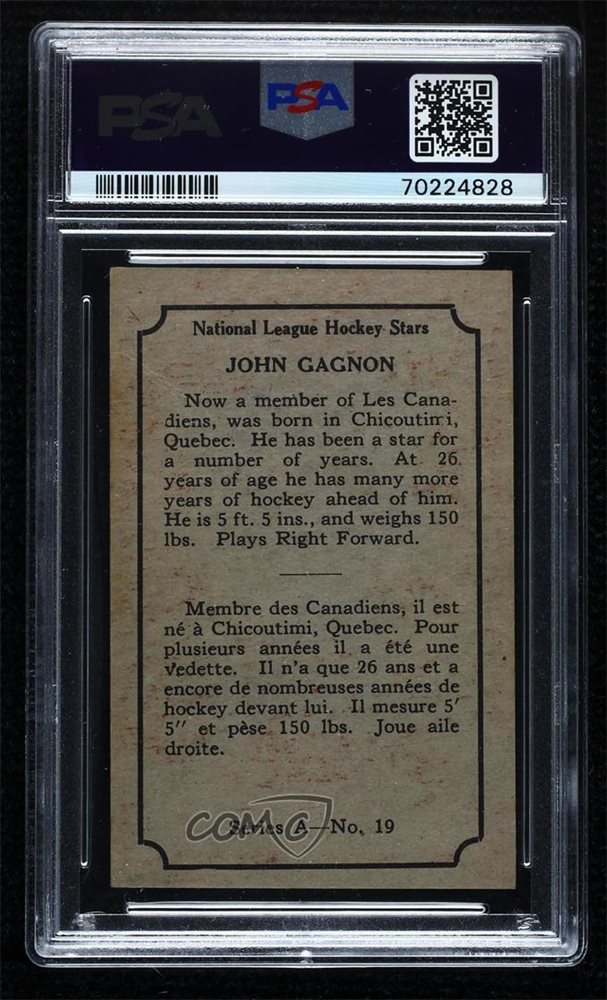 PSA
PSA
70224828
National League Hockey Stars
JOHN GAGNON
Now a member of Les Cana-
diens, was born in Chicoutimi,
Quebec. He has been a star for
a number of years. At 26
years of age he has many more
years of hockey ahead of him.
He is 5 ft. 5 ins., and weighs 150
lbs. Plays Right Forward.
Membre des Canadiens, il est
né à Chicoutimi, Quebec. Pour
plusieurs années il a été une
vedette. Il n'a que 26 ans et a
encore de nombreuses années de
hockey devant lui. Il mesure 5'
5" et pèse 150 lbs. Joue aile
droite.
COMC
Series A—No. 19